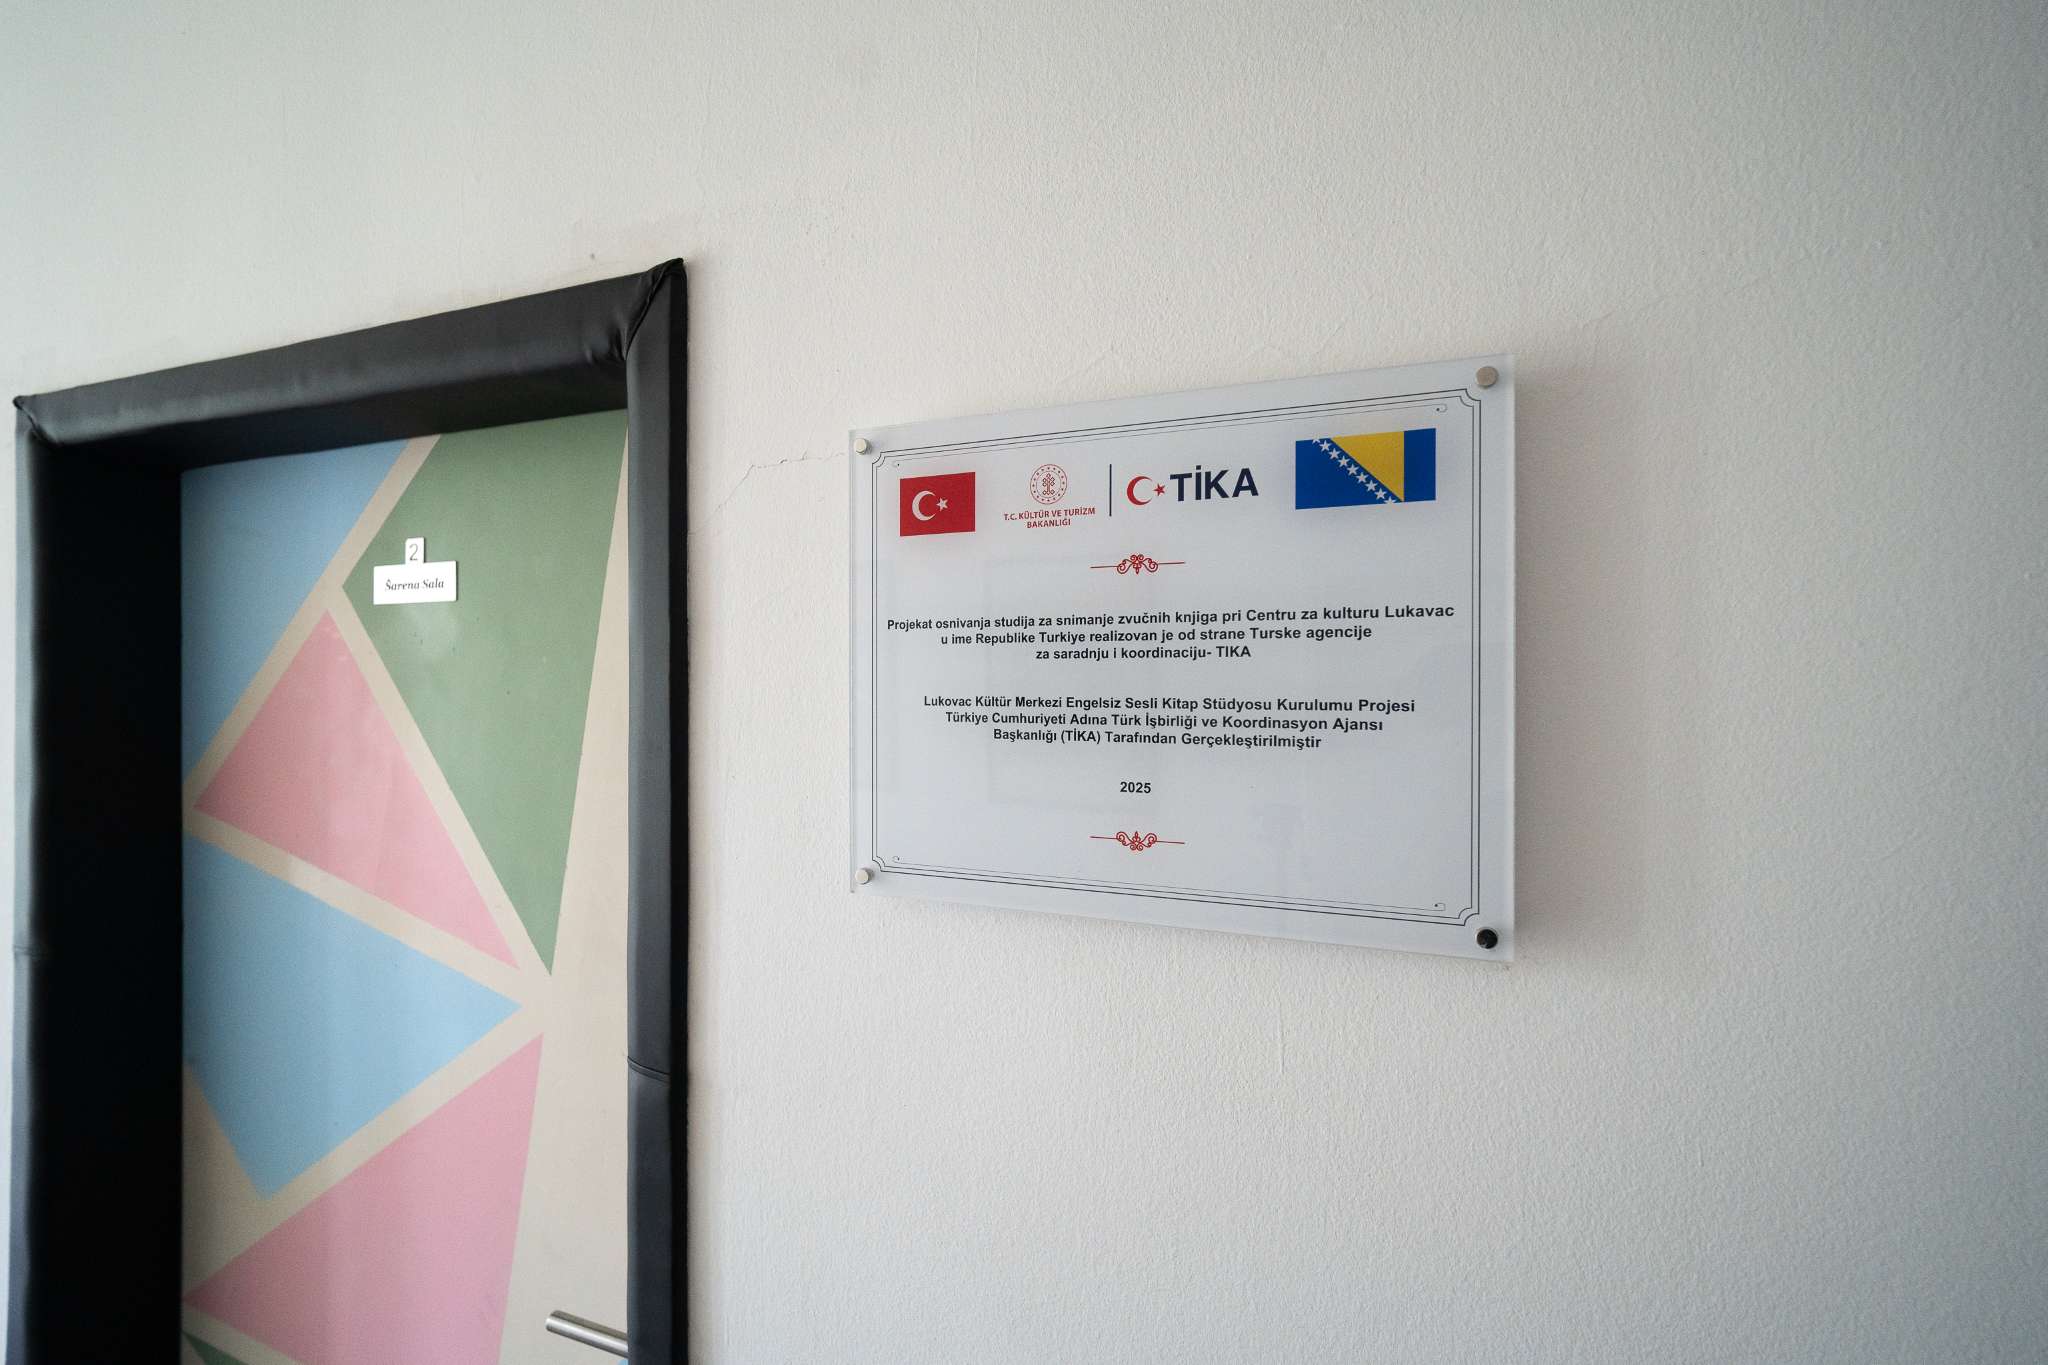 2
Šarena Sala
T.C. KÜLTÜR VE TURİZM
BAKANLIĞI
TİKA
Projekat osnivanja studija za snimanje zvučnih knjiga pri Centru za kulturu Lukavac
u ime Republike Turkiye realizovan je od strane Turske agencije
za saradnju i koordinaciju- TIKA
Lukovac Kültür Merkezi Engelsiz Sesli Kitap Stüdyosu Kurulumu Projesi
Türkiye Cumhuriyeti Adına Türk İşbirliği ve Koordinasyon Ajansı
Başkanlığı (TİKA) Tarafından Gerçekleştirilmiştir
2025